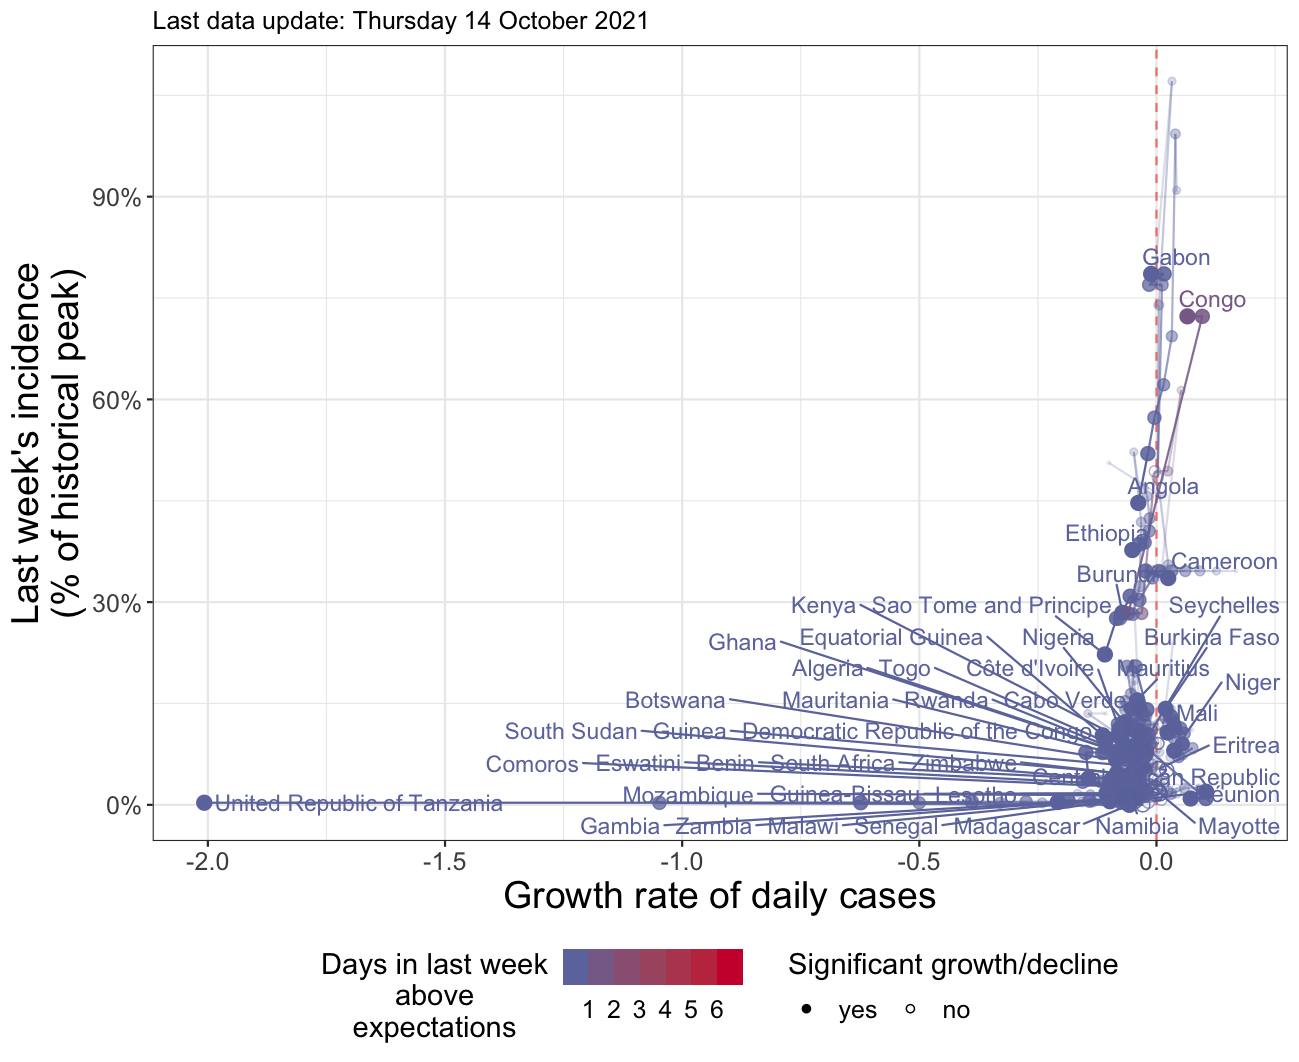 Last data update: Thursday 14 October 2021
Last week's incidence
(% of historical peak)
90%
60%
30%
0%
Gabon
Congo
Angola
Ethiopia
Cameroon
Kenya Sao Tome and Principe Seychelles
Ghana Equatorial Guinea Nigeria Burkina Faso
Algeria Togo Côte d'Ivoire Mauritius
Niger
Botswana Mauritania Rwanda Cabo Verde
Mali
South Sudan Guinea Democratic Republic of the Congo
Eritrea
Comoros Eswatini Benin South Africa Zimbabwe
Republic
Mozambique Guinea-Bissau Lesotho
United Republic of Tanzania
Gambia Zambia Malawi Senegal Madagascar Namibia Mayotte
-2.0 -1.5 -1.0 -0.5 0.0
Growth rate of daily cases
Days in last week
above
expectations
1 2 3 4 5 6
Significant growth/decline
yes no